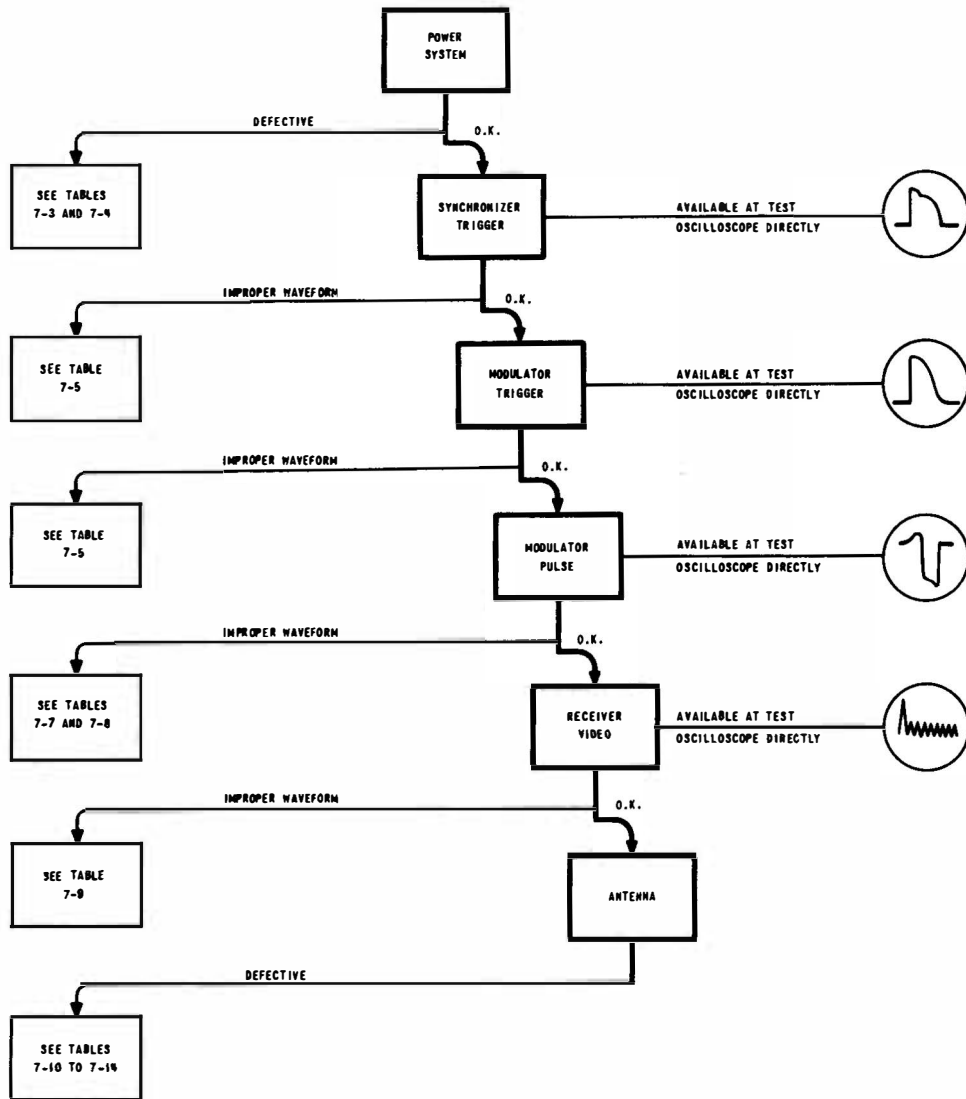 POWER
SYSTEM
DEFECTIVE
O.K.
SEE TABLES
7-3 AND 7-4
SYNCHRONIZER
TRIGGER
AVAILABLE AT TEST
OSCILLOSCOPE DIRECTLY
IMPROPER WAVEFORM
O.K.
SEE TABLE
7-5
MODULATOR
TRIGGER
AVAILABLE AT TEST
OSCILLOSCOPE DIRECTLY
IMPROPER WAVEFORM
O.K.
SEE TABLE
7-5
MODULATOR
PULSE
AVAILABLE AT TEST
OSCILLOSCOPE DIRECTLY
IMPROPER WAVEFORM
O.K.
SEE TABLES
7-7 AND 7-8
RECEIVER
VIDEO
AVAILABLE AT TEST
OSCILLOSCOPE DIRECTLY
IMPROPER WAVEFORM
O.K.
SEE TABLE
7-9
ANTENNA
DEFECTIVE
SEE TABLES
7-10 TO 7-14